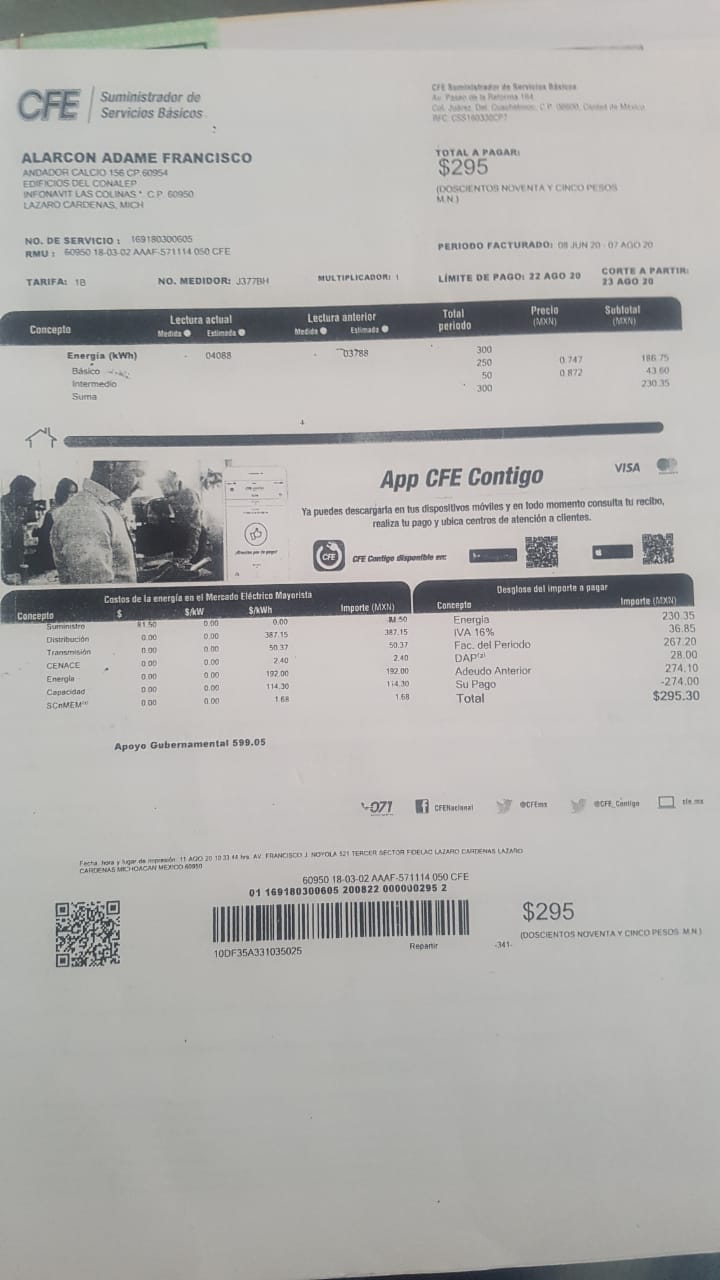 CFE Suministrador de
Servicios Básicos
CFE Suministrador de Servicios Básicos
Av. Paseo de la Reforma 164
Col. Juárez, Del. Cuauhtémoc, C.P. 06600, Ciudad de México
RFC: CSS160330CP7
ALARCON ADAME FRANCISCO
ANDADOR CALCIO 156 CP.60954
EDIFICIOS DEL CONALEP
INFONAVIT LAS COLINAS *. C.P. 60950
LAZARO CARDENAS, MICH
TOTAL A PAGAR:
$295
(DOSCIENTOS NOVENTA Y CINCO PESOS
M.N.)
NO. DE SERVICIO : 169180300605
RMU : 60950 18-03-02 AAAF-571114 050 CFE
PERIODO FACTURADO: 08 JUN 20 - 07 AGO 20
TARIFA: 1B NO. MEDIDOR: J377BH MULTIPLICADOR: 1 LÍMITE DE PAGO: 22 AGO 20 CORTE A PARTIR:
23 AGO 20
Concepto Lectura actual Lectura anterior Total periodo Precio (MXN) Subtotal (MXN)
Medida Estimada Medida Estimada
Energía (kWh) 04088 03788 300
Básico 250 0.747 186.75
Intermedio 50 0.872 43.60
Suma 300 230.35
App CFE Contigo VISA
Ya puedes descargarla en tus dispositivos móviles y en todo momento consulta tu recibo,
realiza tu pago y ubica centros de atención a clientes.
CFE CFE Contigo disponible en:
Costos de la energía en el Mercado Eléctrico Mayorista
Concepto $ $/kW $/kWh Importe (MXN)
Suministro 81.50 0.00 0.00 81.50
Distribución 0.00 0.00 387.15 387.15
Transmisión 0.00 0.00 50.37 50.37
CENACE 0.00 0.00 2.40 2.40
Energía 0.00 0.00 192.00 192.00
Capacidad 0.00 0.00 114.30 114.30
SCnMEM 0.00 0.00 1.68 1.68
Desglose del importe a pagar
Concepto Importe (MXN)
Energía 230.35
IVA 16% 36.85
Fac. del Periodo 267.20
DAP(2) 28.00
Adeudo Anterior 274.10
Su Pago -274.00
Total $295.30
Apoyo Gubernamental 599.05
071 CFENacional @CFEmx @CFE_Contigo cfe.mx
Fecha, hora y lugar de impresión: 11 AGO 20 10:33:44 hrs. AV. FRANCISCO J. NOYOLA 521 TERCER SECTOR FIDELAC LAZARO CARDENAS LAZARO
CARDENAS MICHOACAN MEXICO 60950
60950 18-03-02 AAAF-571114 050 CFE
01 169180300605 200822 000000295 2
10DF35A331035025
Repartir
-341-
$295
(DOSCIENTOS NOVENTA Y CINCO PESOS M.N.)